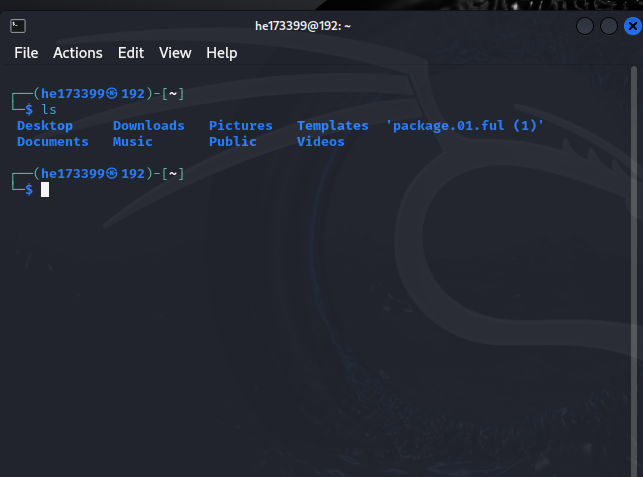 he173399@192: ~
File Actions Edit View Help
┌──(he173399㉿192)-[~]
└─$ ls
Desktop Downloads Pictures Templates 'package.01.ful (1)'
Documents Music Public Videos
┌──(he173399㉿192)-[~]
└─$